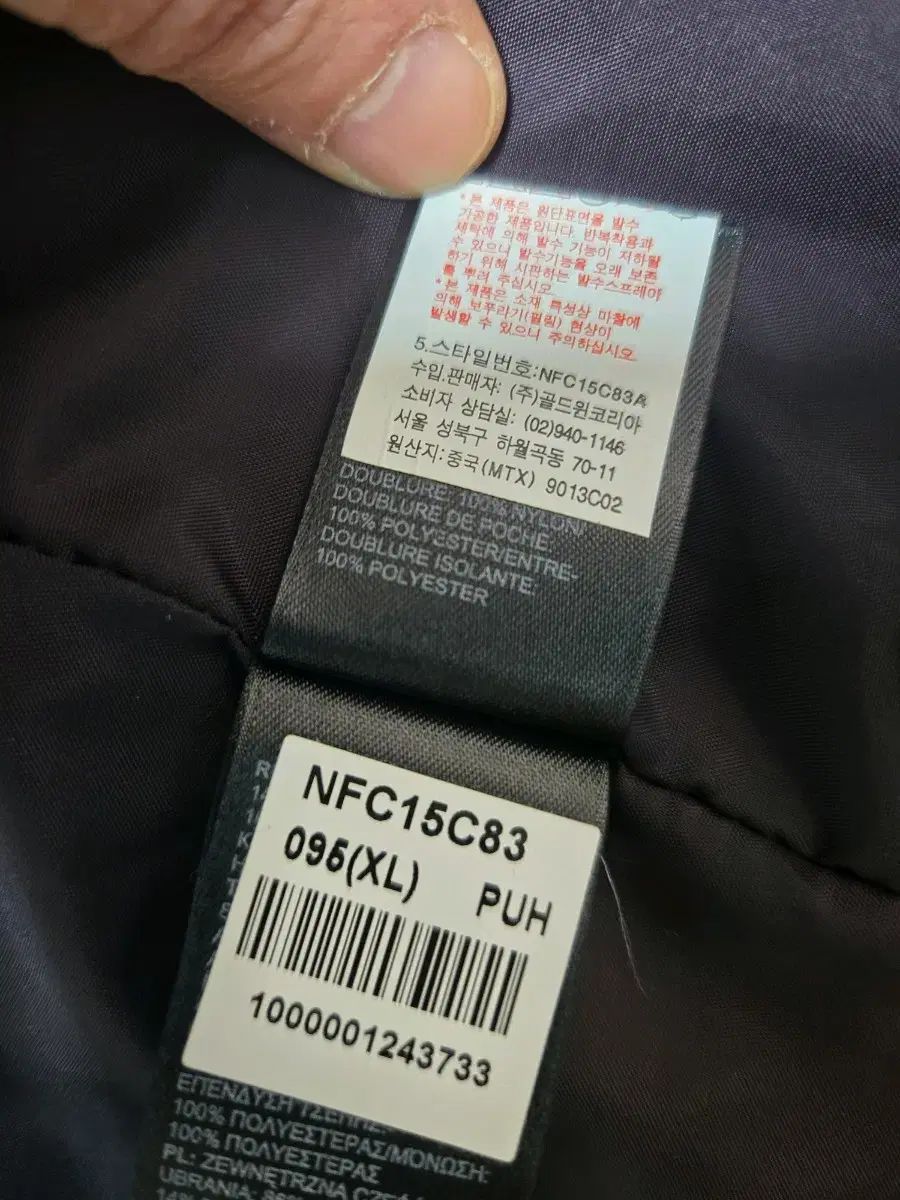 *본 제품은 원단표면을 발수
가공한 제품입니다. 반복착용과
세탁에 의해 발수 기능이 저하될
수 있으니 발수기능을 오래 보존
하기 위해 시판하는 발수스프레이
를 뿌려 주십시오.
*본 제품은 소재 특성상 마찰에
의해 보푸라기(필링) 현상이
발생할 수 있으니 주의하십시오.
5.스타일번호:NFC15C83A
수입.판매자: (주)골드윈코리아
소비자 상담실: (02)940-1146
서울 성북구 하월곡동 70-11
원산지:중국(MTX) 9013C02
DOUBLURE: 100% NYLON/
DOUBLURE DE POCHE:
100% POLYESTER/ENTRE-
DOUBLURE ISOLANTE:
100% POLYESTER
NFC15C83
095(XL) PUH
1000001243733
ΕΠΕΝΔΥΣΗ ΤΣΕΠΗΣ:
100% ΠΟΛΥΕΣΤΕΡΑΣ/ΜΟΝΩΣΗ:
100% ΠΟΛΥΕΣΤΕΡΑΣ
PL: ZEWNĘTRZNA
UBRANIA: